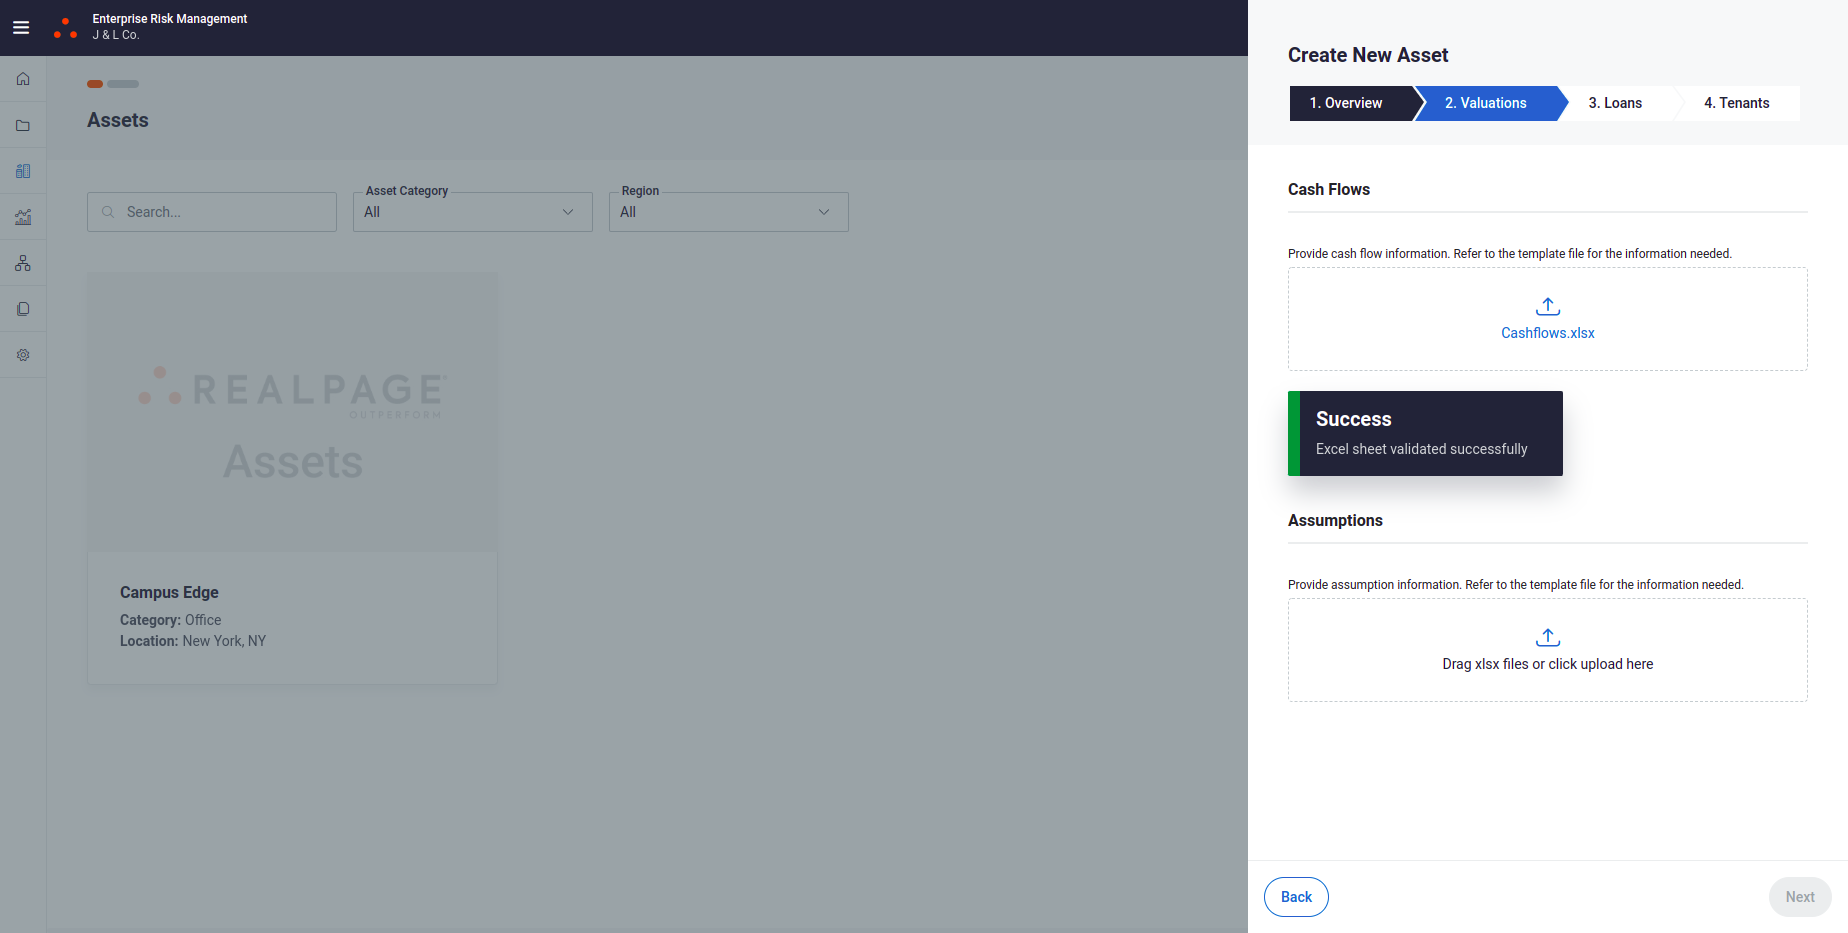 Enterprise Risk Management
J & L Co.
Assets
Search...
Asset Category
All
Region
All
REALPAGE
OUTPERFORM
Assets
Campus Edge
Category: Office
Location: New York, NY
Create New Asset
1. Overview
2. Valuations
3. Loans
4. Tenants
Cash Flows
Provide cash flow information. Refer to the template file for the information needed.
Cashflows.xlsx
Success
Excel sheet validated successfully
Assumptions
Provide assumption information. Refer to the template file for the information needed.
Drag xlsx files or click upload here
Back
Next